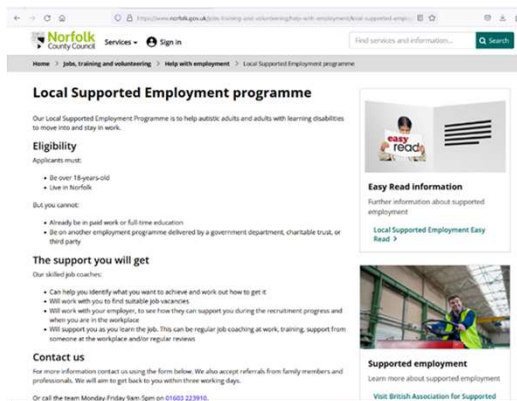 https://www.norfolk.gov.uk/jobs-training-and-volunteering/help-with-employment/local-supported-empl
Norfolk
County Council
Services
Sign in
Find services and information...
Search
Home > Jobs, training and volunteering > Help with employment > Local Supported Employment programme
Local Supported Employment programme
Our Local Supported Employment Programme is to help autistic adults and adults with learning disabilities
to move into and stay in work.
Eligibility
Applicants must:
• Be over 18-years-old
• Live in Norfolk
But you cannot:
• Already be in paid work or full-time education
• Be on another employment programme delivered by a government department, charitable trust, or
third party
The support you will get
Our skilled job coaches:
• Can help you identify what you want to achieve and work out how to get it
• Will work with you to find suitable job vacancies
• Will work with your employer, to see how they can support you during the recruitment progress and
when you are in the workplace
• Will support you as you learn the job. This can be regular job coaching at work, training, support from
someone at the workplace and/or regular reviews
Contact us
For more information contact us using the form below. We also accept referrals from family members and
professionals. We will aim to get back to you within three working days.
Or call the team Monday-Friday 9am-5pm on 01603 223910.
easy
read
Easy Read information
Further information about supported
employment
Local Supported Employment Easy
Read >
Supported employment
Learn more about supported employment
Visit British Association for Supported